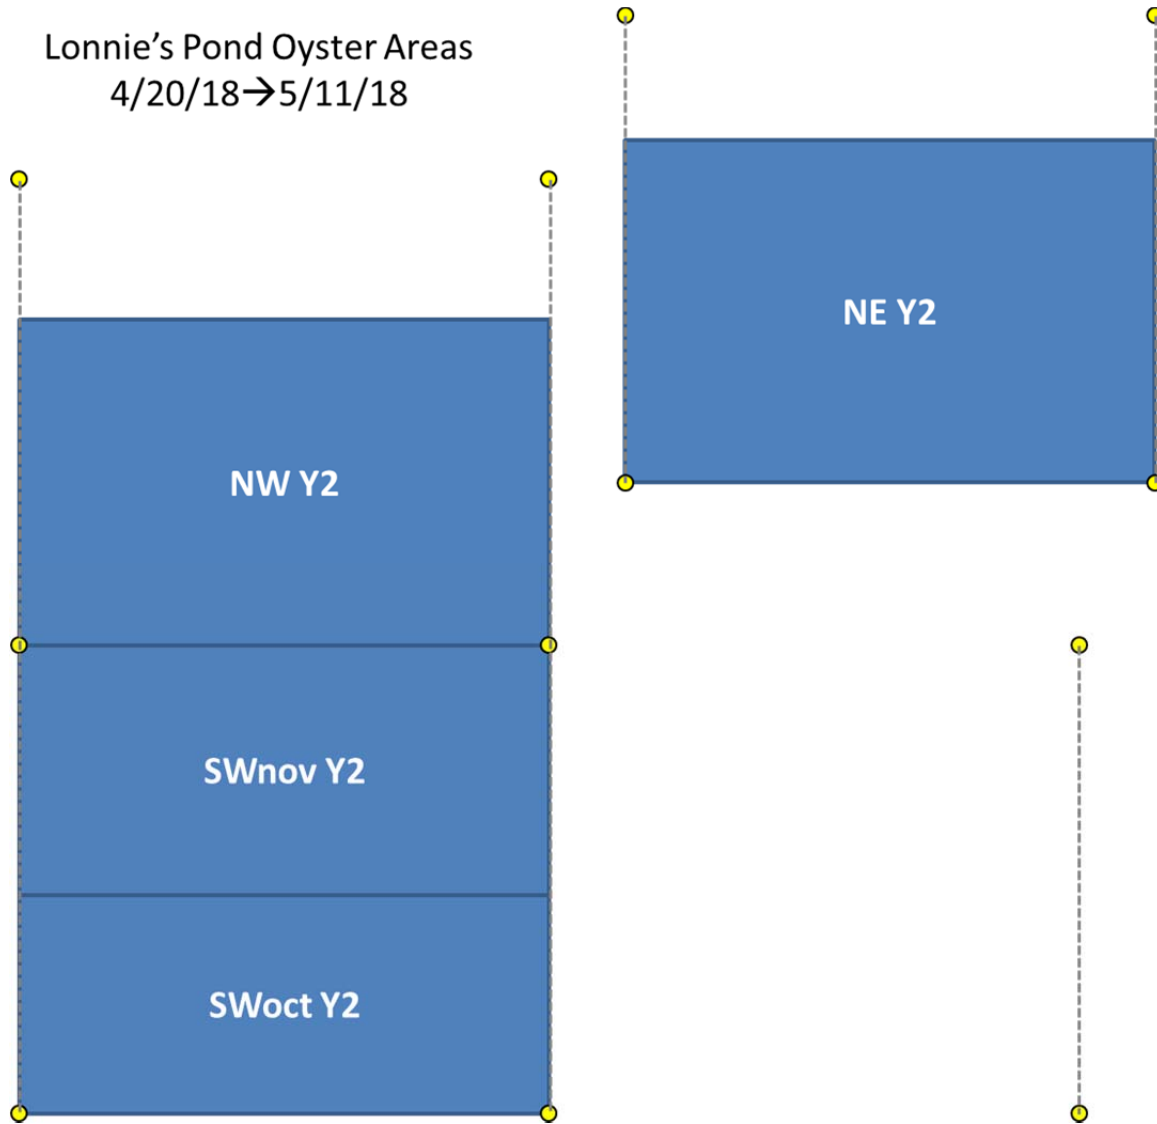 Lonnie’s Pond Oyster Areas
4/20/18→5/11/18
NE Y2
NW Y2
SWnov Y2
SWoct Y2